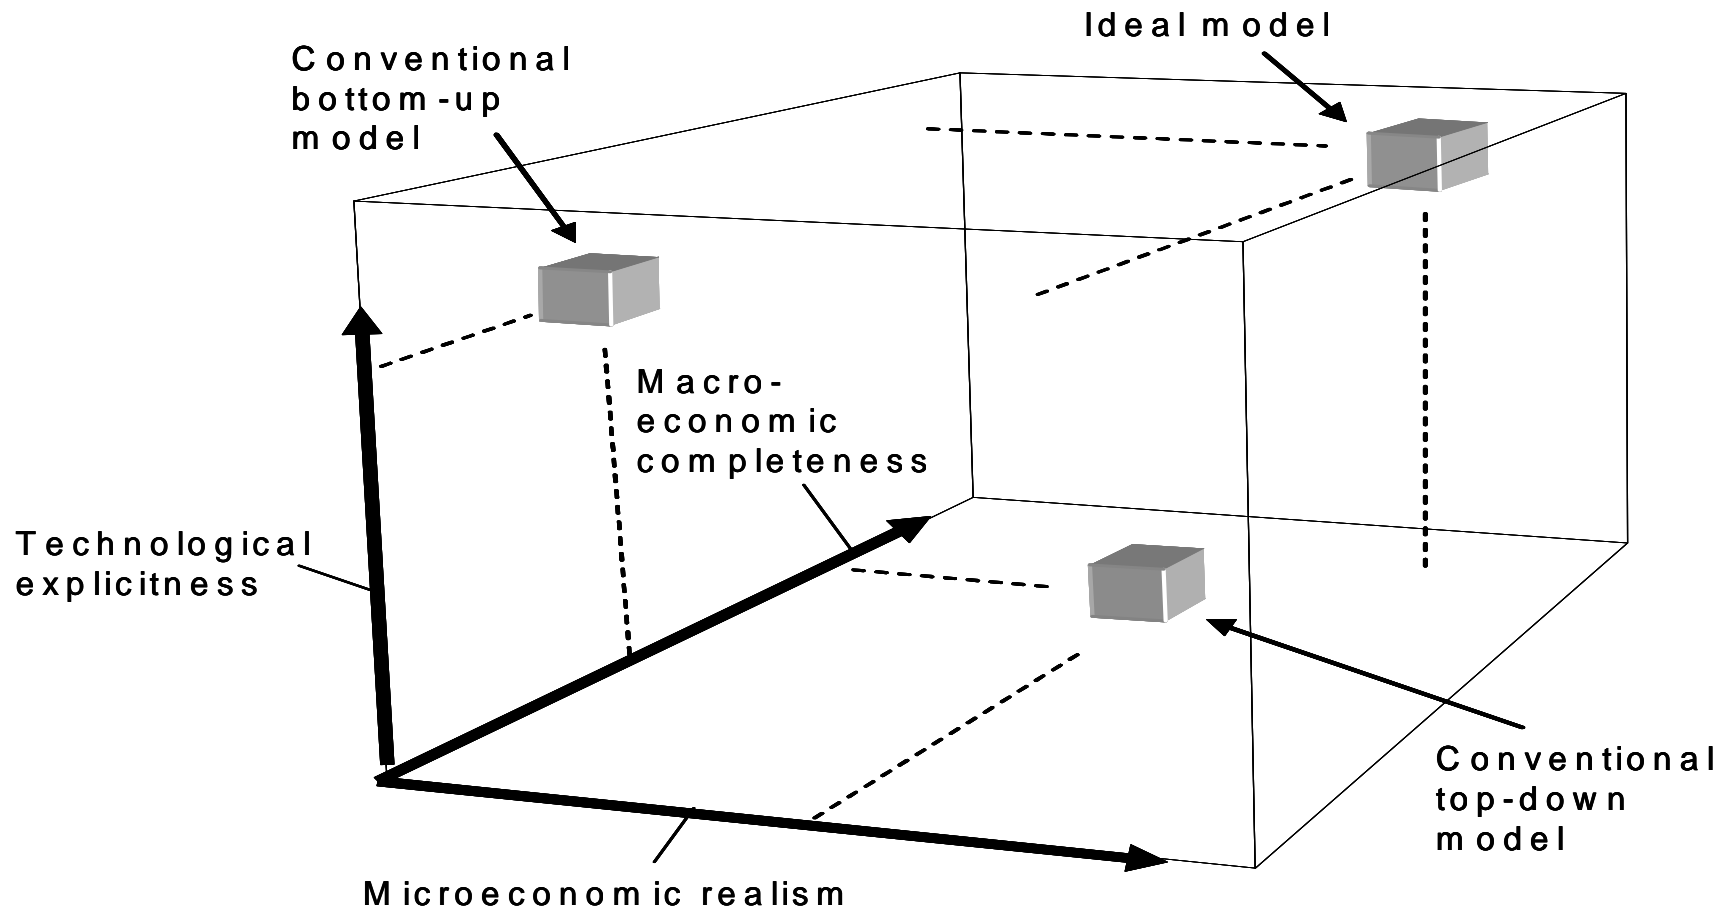 Ideal model
Conventional
bottom-up
model
Macro-
economic
completeness
Technological
explicitness
Conventional
top-down
model
Microeconomic realism